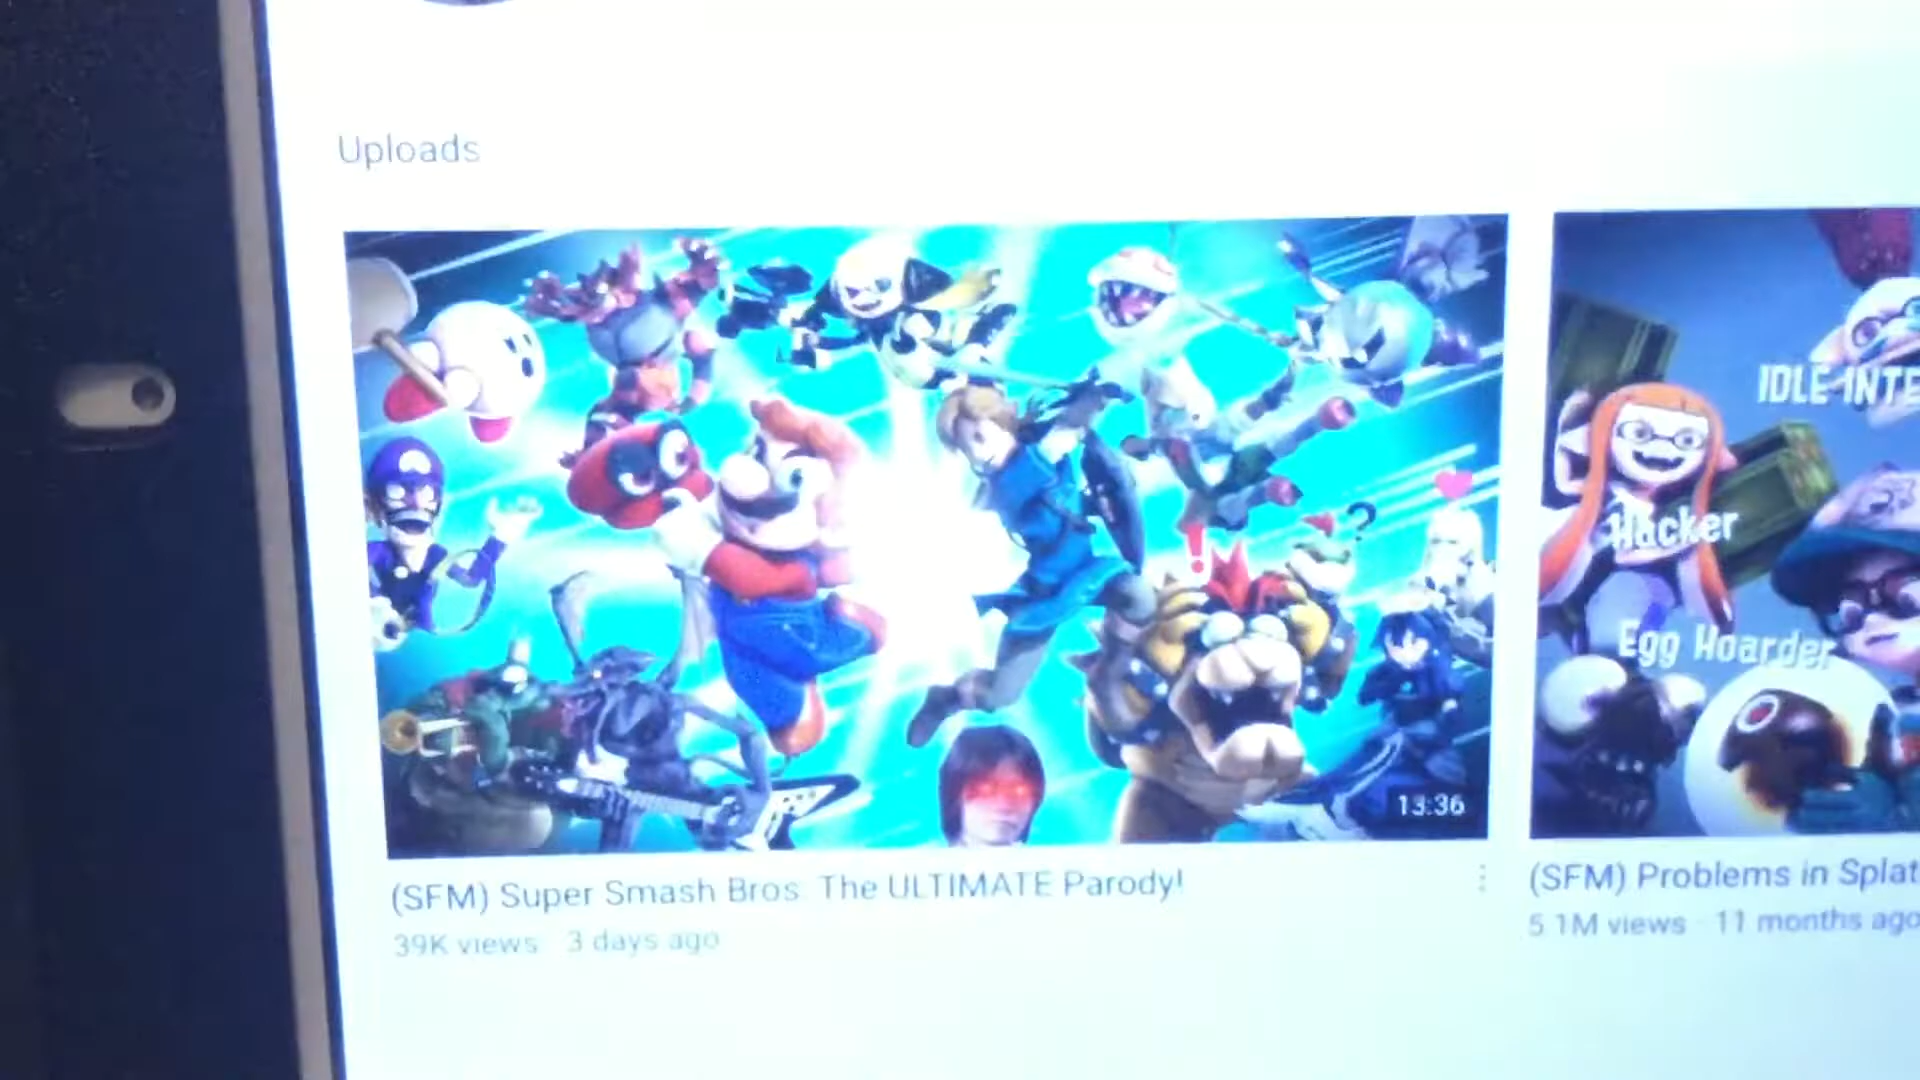 Uploads
IDLE INTE
Hacker
Egg Hoarder
! ?
13:36
(SFM) Super Smash Bros. The ULTIMATE Parody!
39K views · 3 days ago
(SFM) Problems in Splat
5.1M views · 11 months ago